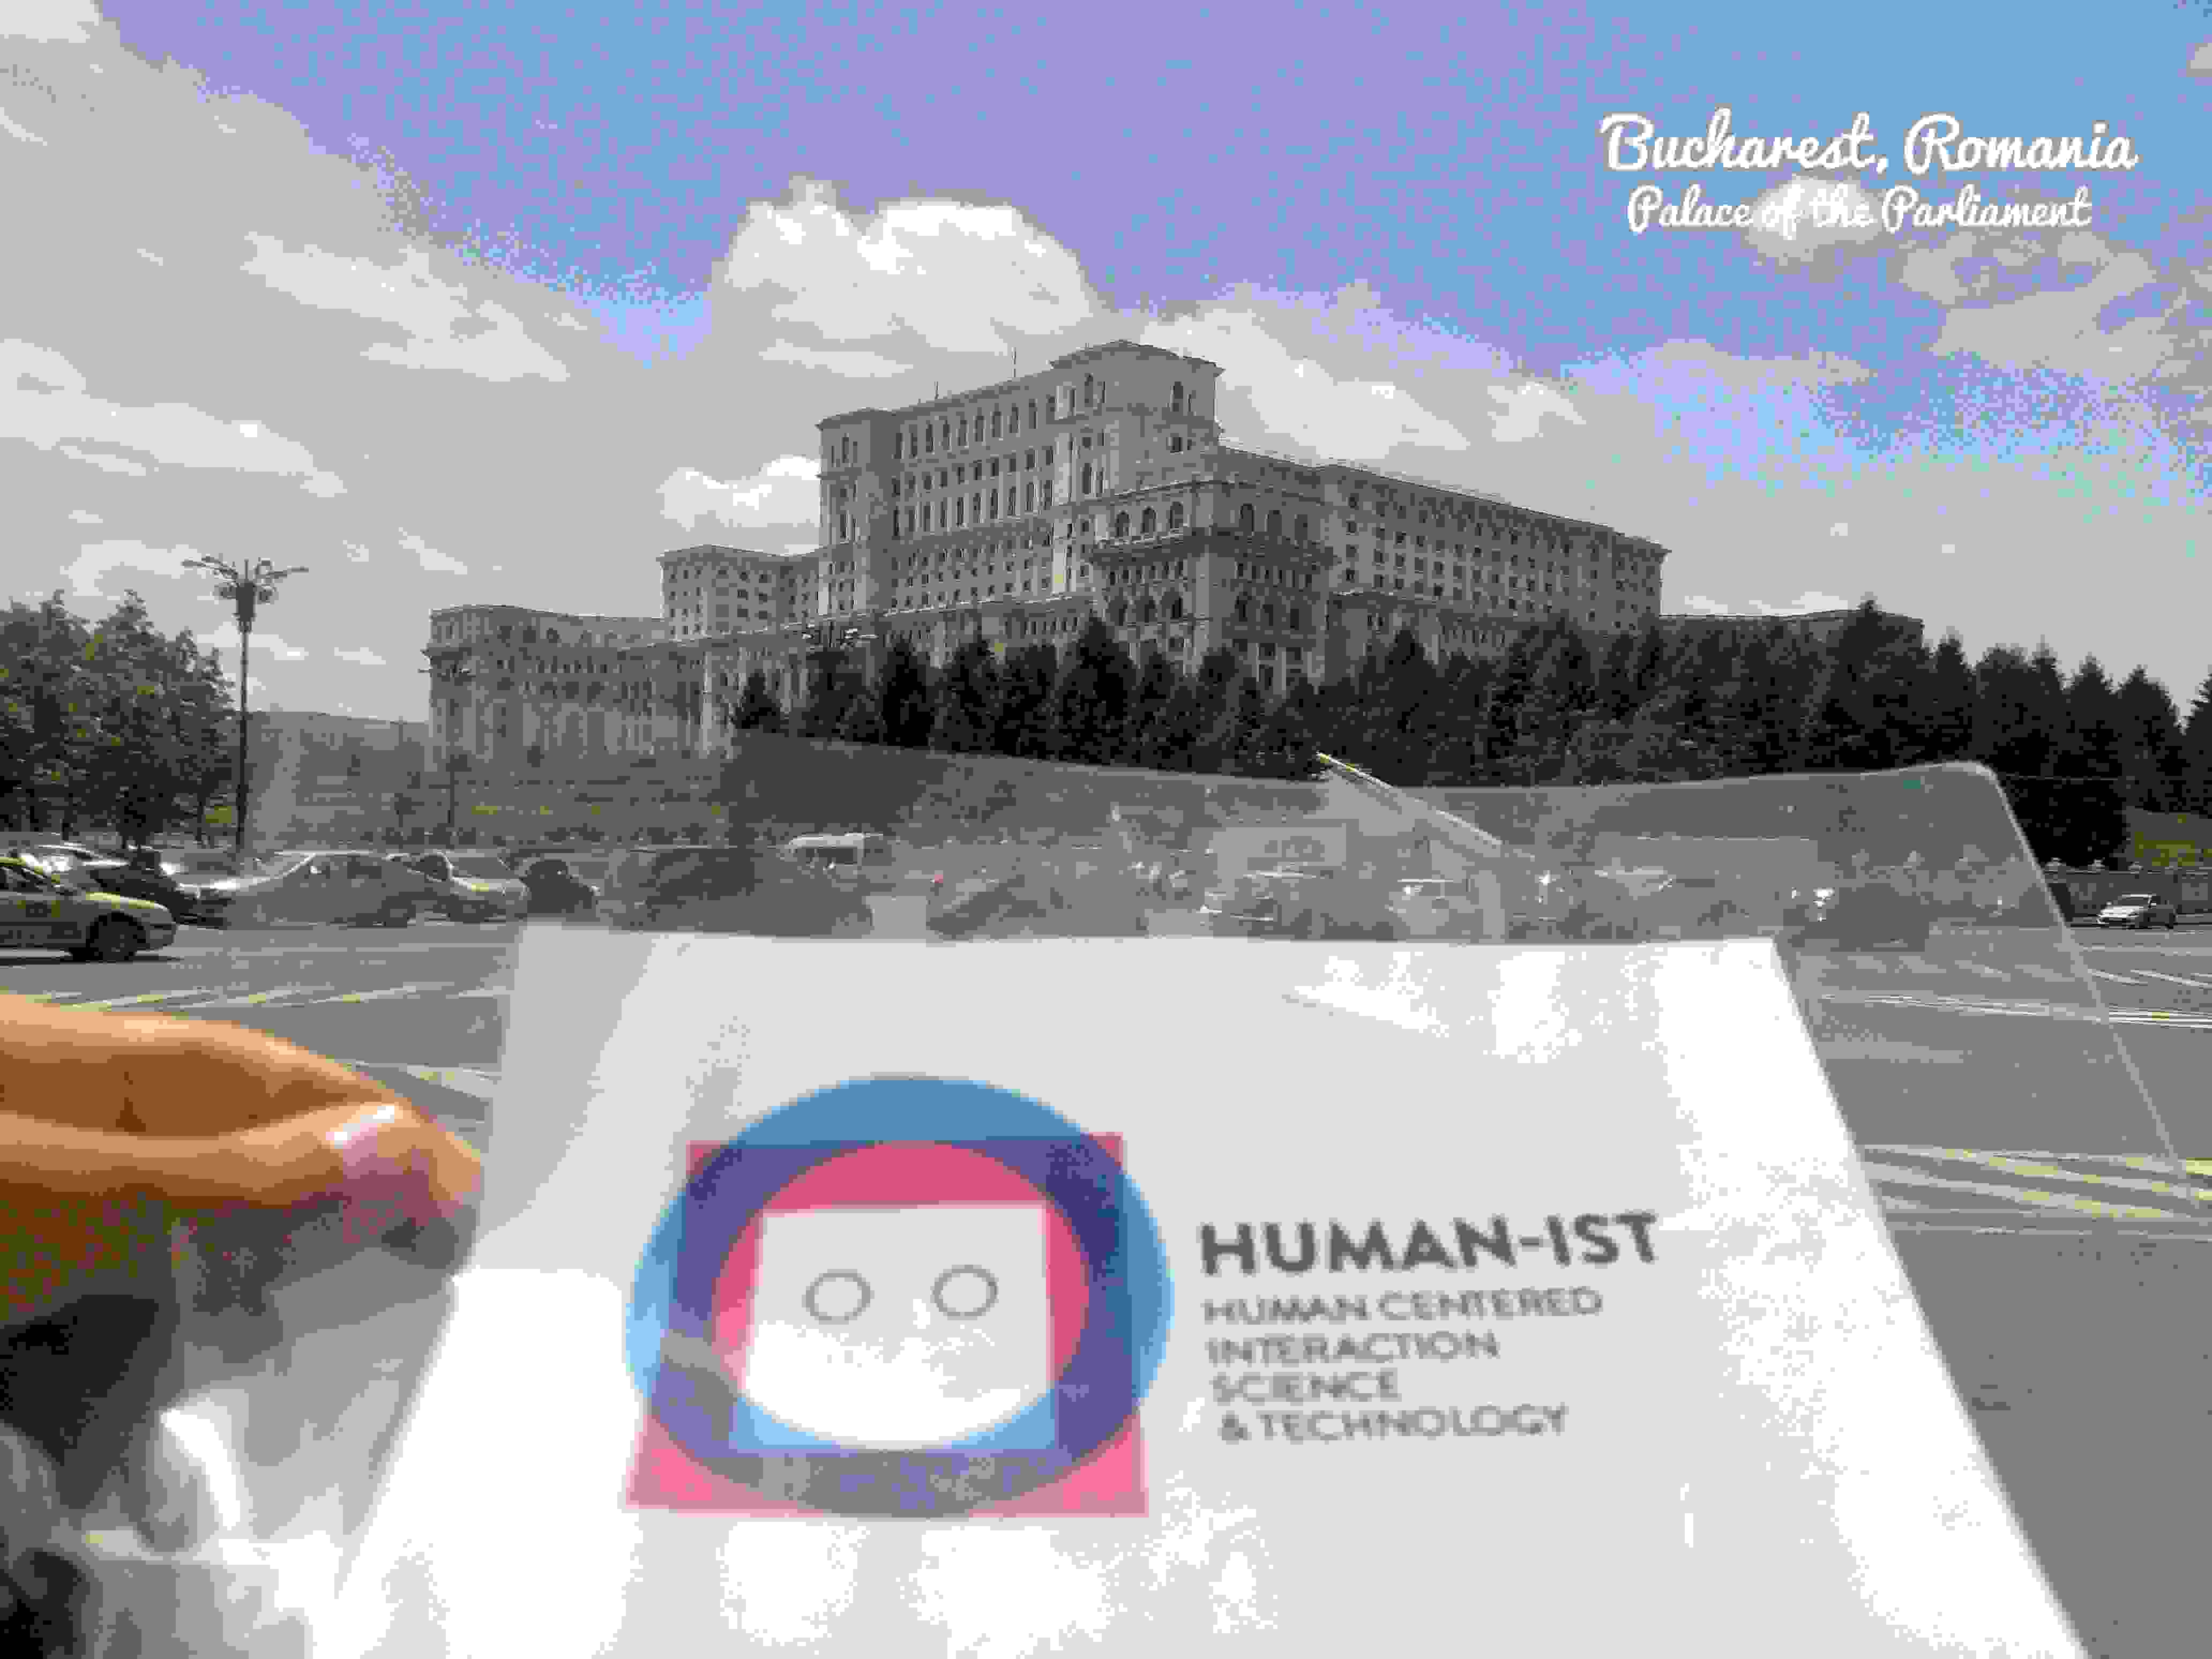 Bucharest, Romania
Palace of the Parliament
HUMAN-IST
HUMAN CENTERED
INTERACTION
SCIENCE
& TECHNOLOGY